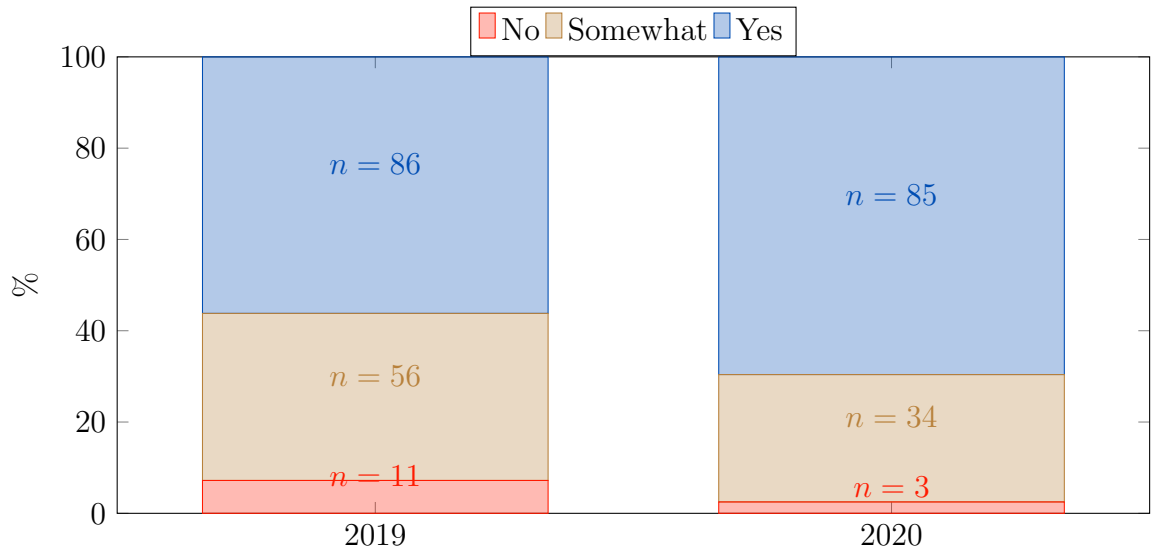 No Somewhat Yes
100
80
60
40
20
0
%
n = 86
n = 85
n = 56
n = 34
n = 11
n = 3
2019 2020